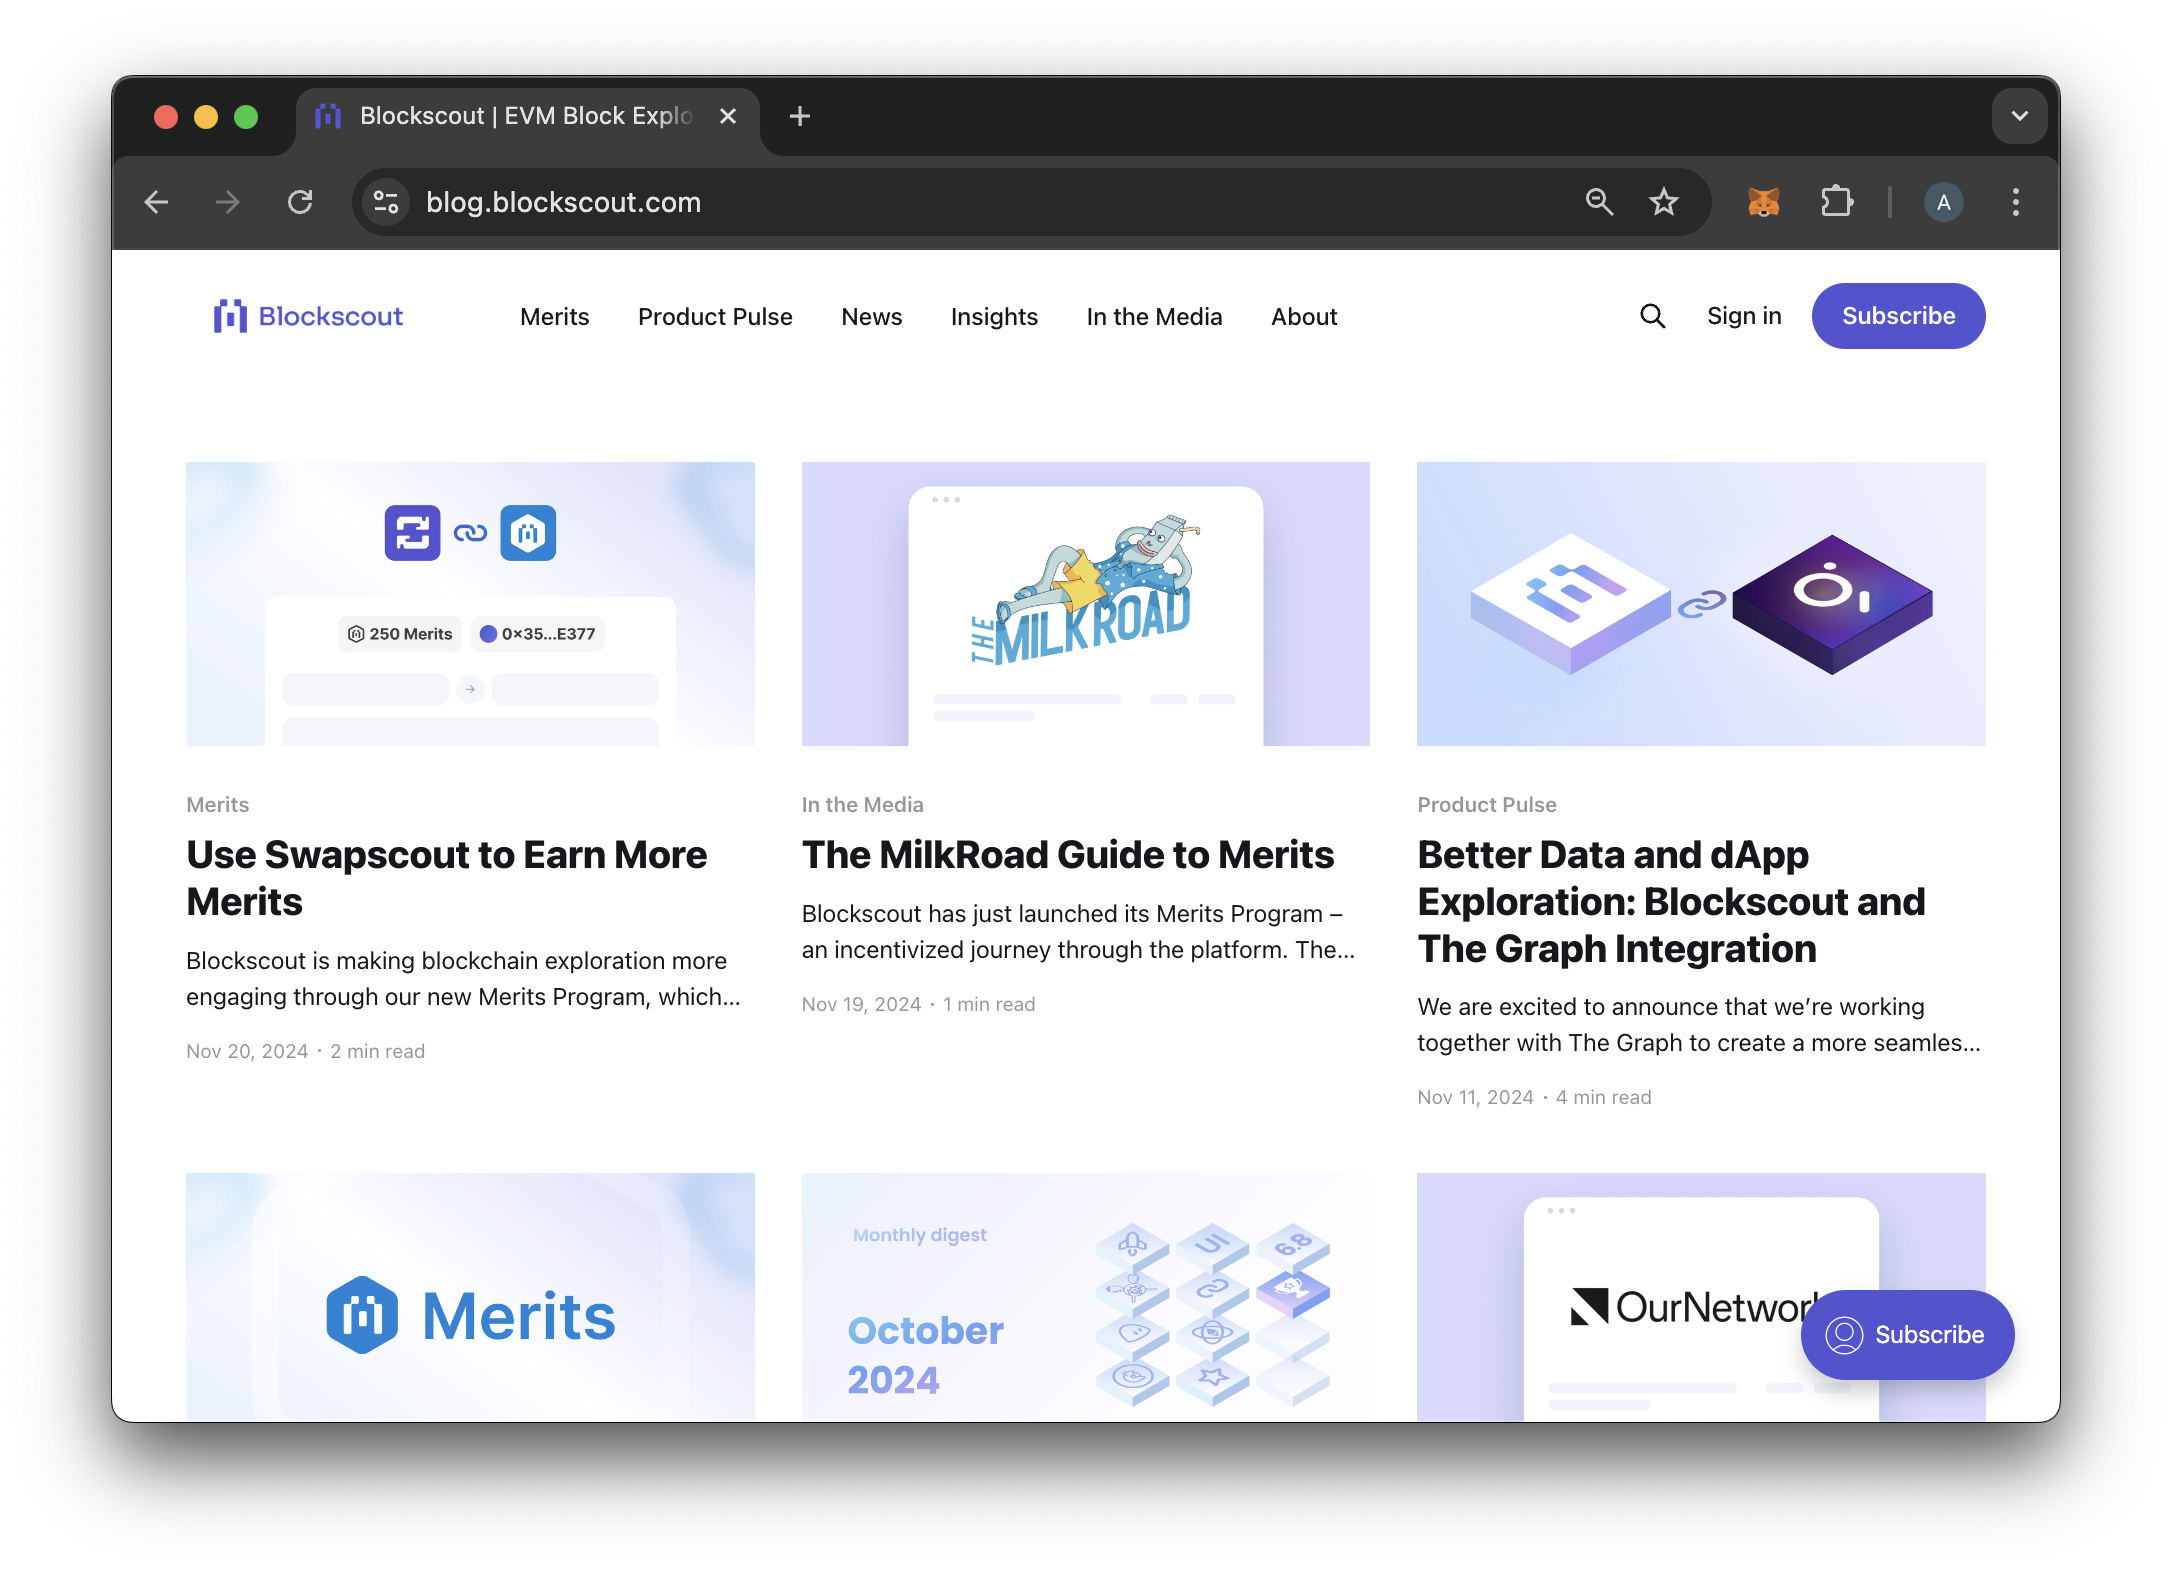 Blockscout | EVM Block Explo
blog.blockscout.com
A
Blockscout
Merits
Product Pulse
News
Insights
In the Media
About
Sign in
Subscribe
250 Merits
0x35...E377
THE MILKROAD
Merits
Use Swapscout to Earn More
Merits
Blockscout is making blockchain exploration more
engaging through our new Merits Program, which...
Nov 20, 2024 • 2 min read
In the Media
The MilkRoad Guide to Merits
Blockscout has just launched its Merits Program –
an incentivized journey through the platform. The...
Nov 19, 2024 • 1 min read
Product Pulse
Better Data and dApp
Exploration: Blockscout and
The Graph Integration
We are excited to announce that we’re working
together with The Graph to create a more seamles...
Nov 11, 2024 • 4 min read
Merits
Monthly digest
October
2024
UI
6.8
OurNetwork
Subscribe